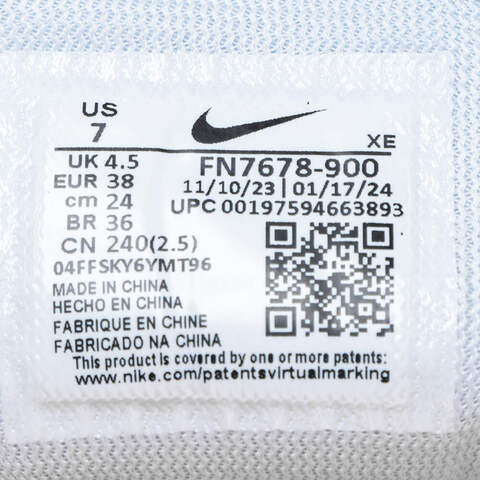 US
7
XE
UK 4.5
EUR 38
cm 24
BR 36
CN 240(2.5)
FN7678-900
11/10/23 | 01/17/24
UPC 00197594663893
04FFSKY6YMT96
MADE IN CHINA
HECHO EN CHINA
FABRIQUE EN CHINE
FABRICADO NA CHINA
This product is covered by one or more patents:
www.nike.com/patentsvirtualmarking